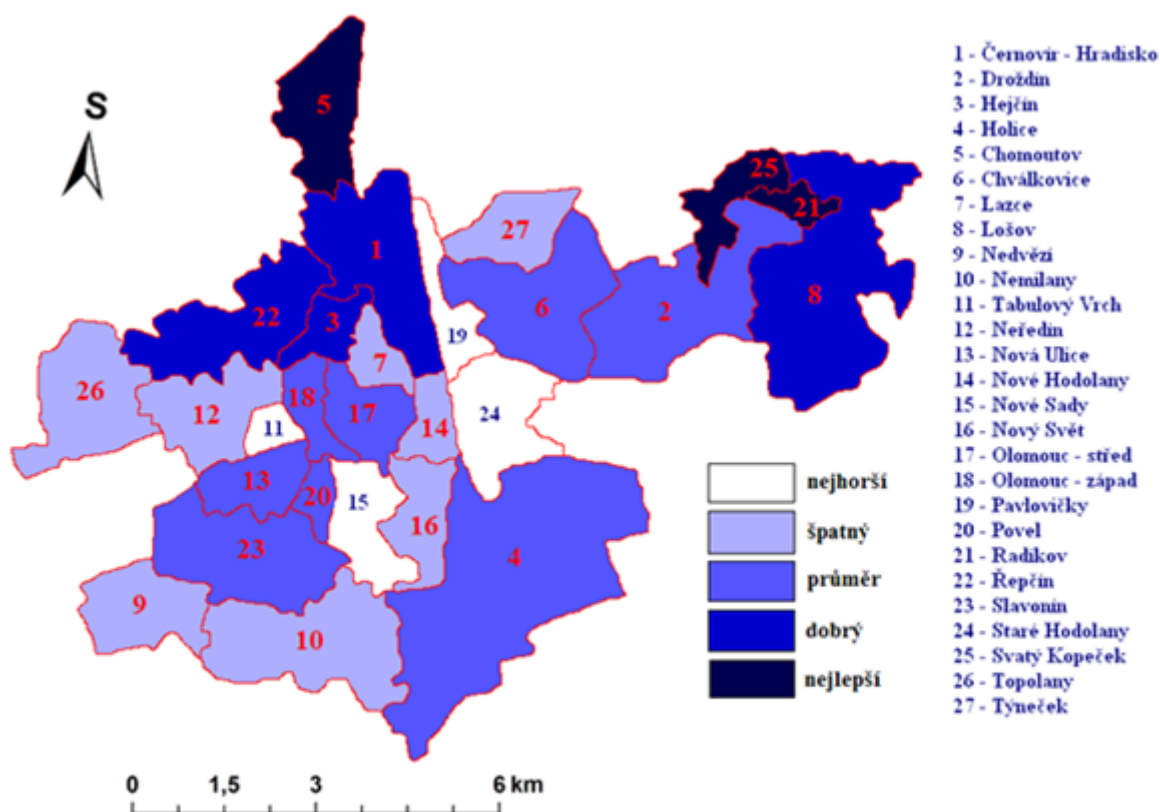 S
5
25
21
27
1
8
22
3
6
2
19
7
26
12
18
17
24
11
14
13
20
15
16
23
4
9
10
nejhorší
špatný
průměr
dobrý
nejlepší
0 1,5 3 6 km
1 - Černovír - Hradisko
2 - Droždín
3 - Hejčín
4 - Holice
5 - Chomoutov
6 - Chválkovice
7 - Lazce
8 - Lošov
9 - Nedvězí
10 - Nemilany
11 - Tabulový Vrch
12 - Neředín
13 - Nová Ulice
14 - Nové Hodolany
15 - Nové Sady
16 - Nový Svět
17 - Olomouc - střed
18 - Olomouc - západ
19 - Pavlovičky
20 - Povel
21 - Radíkov
22 - Řepčín
23 - Slavonín
24 - Staré Hodolany
25 - Svatý Kopeček
26 - Topolany
27 - Týneček